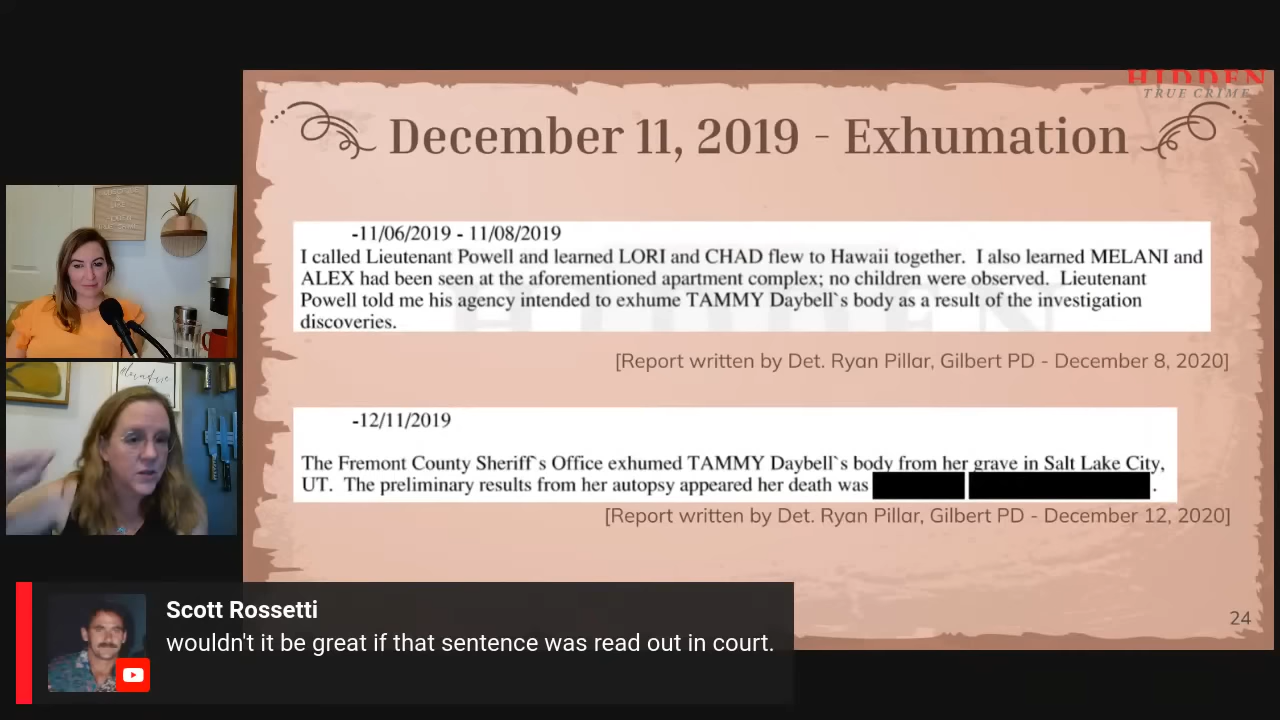 HIDDEN
TRUE CRIME
December 11, 2019 - Exhumation
-11/06/2019 - 11/08/2019
I called Lieutenant Powell and learned LORI and CHAD flew to Hawaii together. I also learned MELANI and
ALEX had been seen at the aforementioned apartment complex; no children were observed. Lieutenant
Powell told me his agency intended to exhume TAMMY Daybell`s body as a result of the investigation
discoveries.
[Report written by Det. Ryan Pillar, Gilbert PD - December 8, 2020]
-12/11/2019
The Fremont County Sheriff`s Office exhumed TAMMY Daybell`s body from her grave in Salt Lake City,
UT. The preliminary results from her autopsy appeared her death was .
[Report written by Det. Ryan Pillar, Gilbert PD - December 12, 2020]
24
Scott Rossetti
wouldn't it be great if that sentence was read out in court.